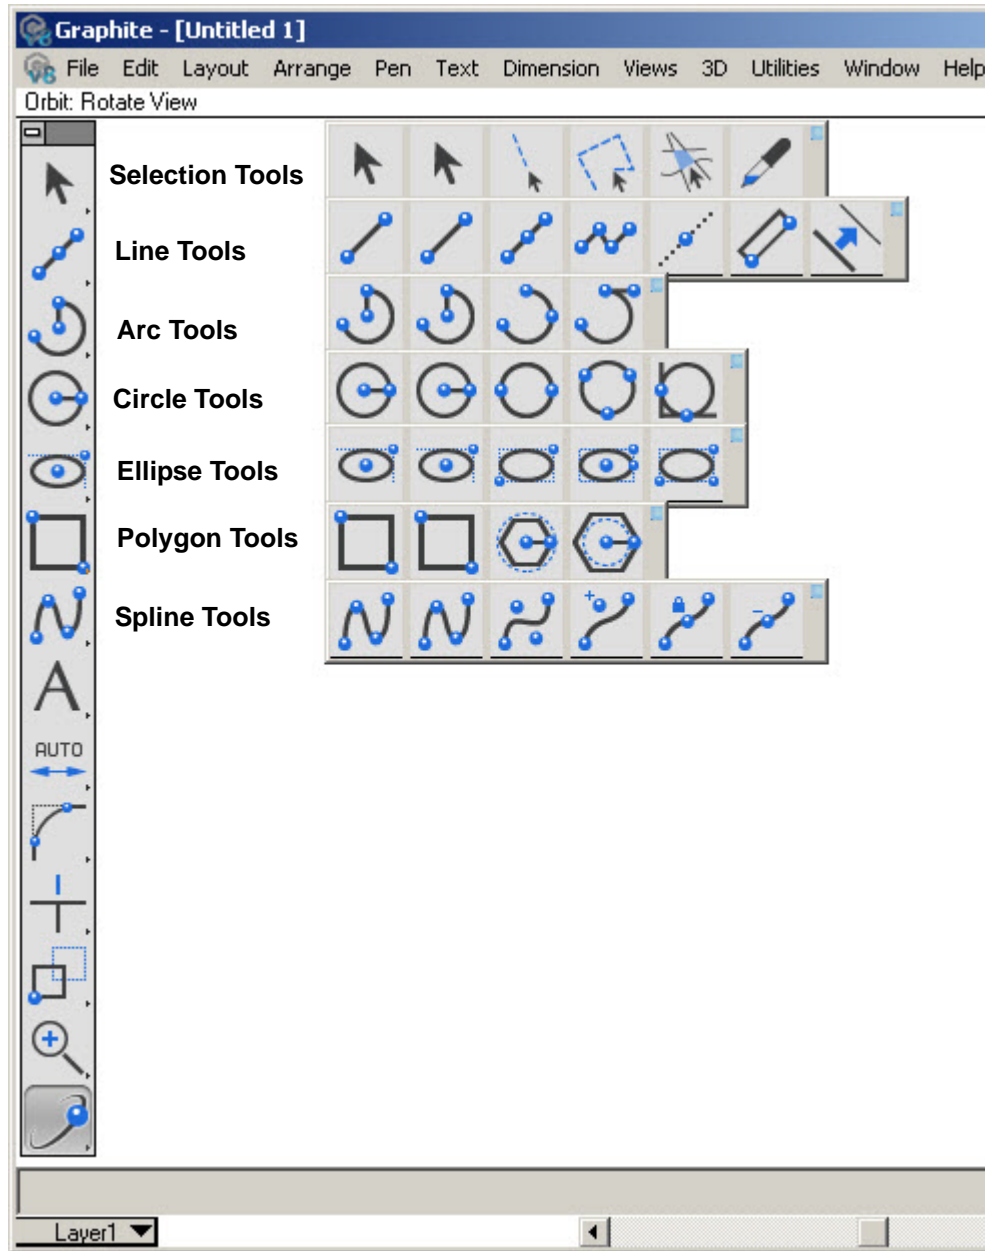 Graphite - [Untitled 1]
File Edit Layout Arrange Pen Text Dimension Views 3D Utilities Window Help
Orbit: Rotate View
Selection Tools
Line Tools
Arc Tools
Circle Tools
Ellipse Tools
Polygon Tools
Spline Tools
A
AUTO
Layer1